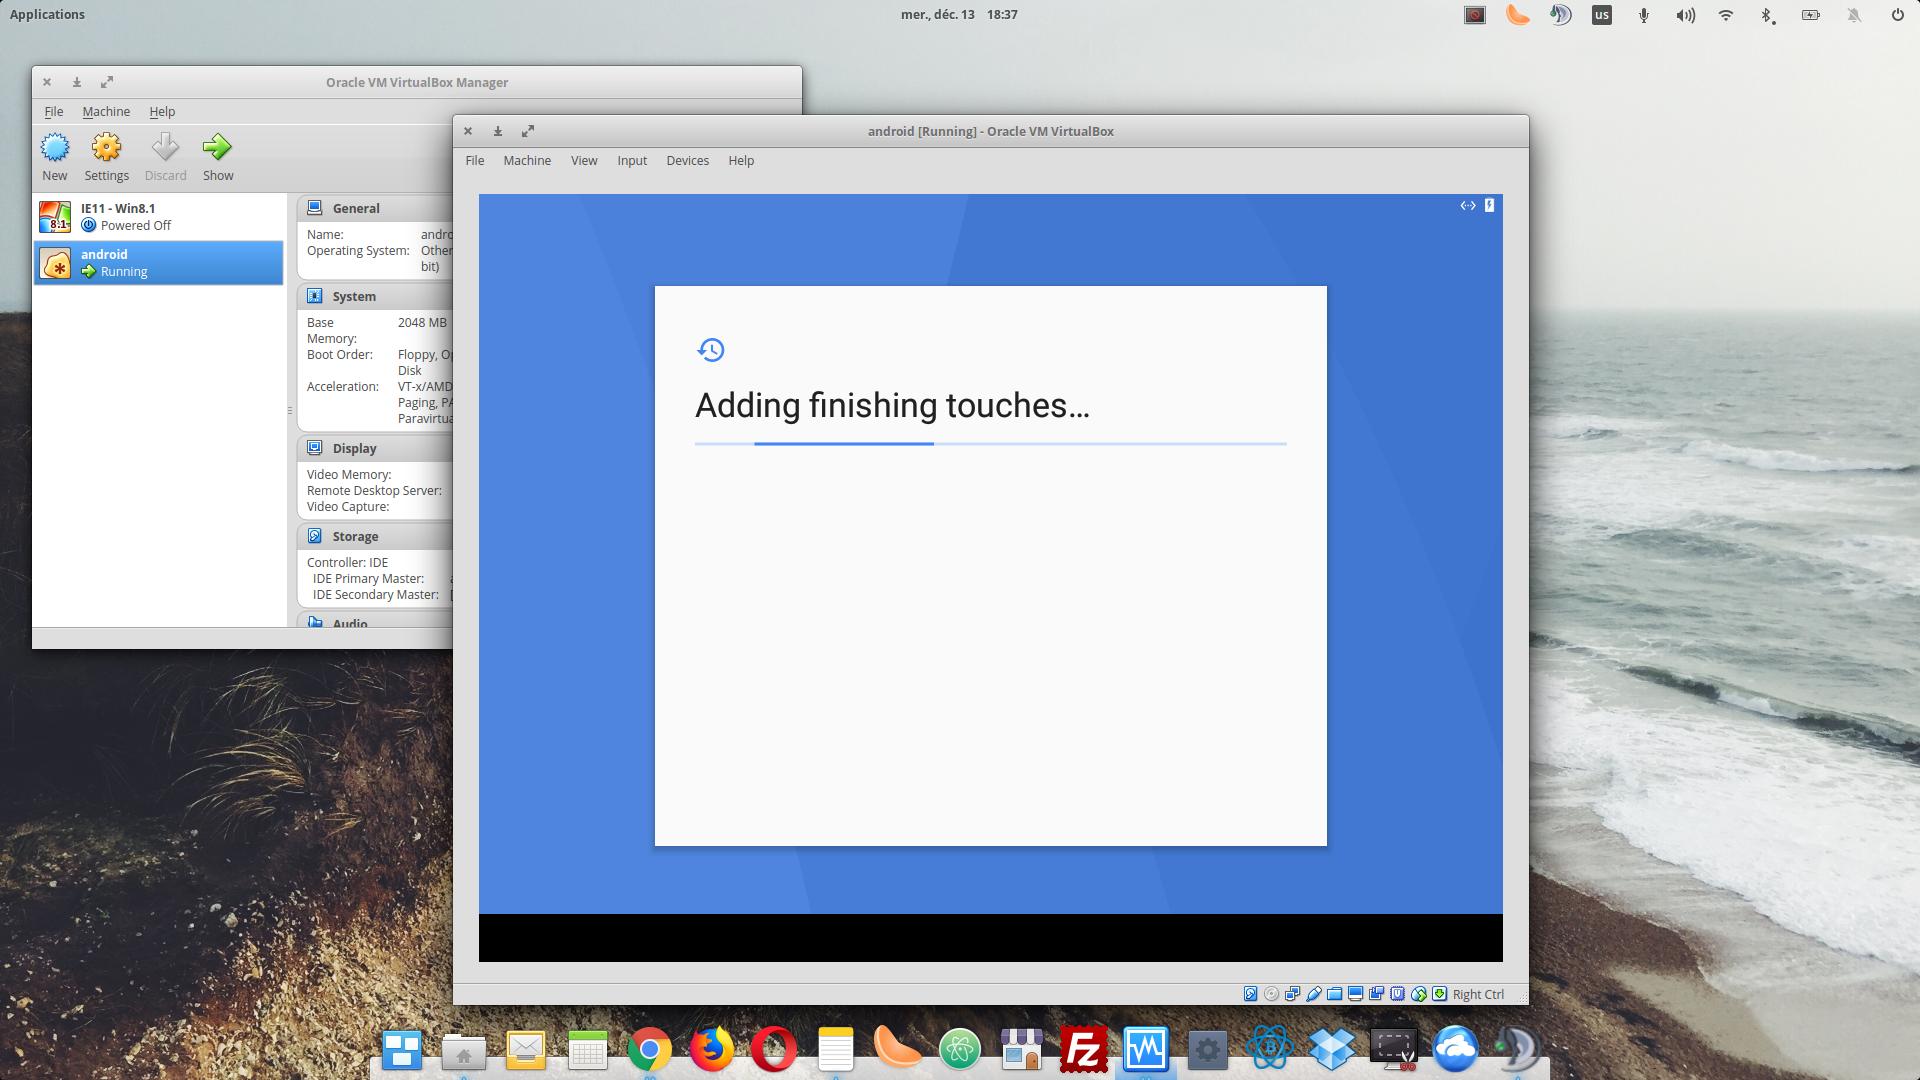 Applications
mer., déc. 13 18:37
us
Oracle VM VirtualBox Manager
File Machine Help
New Settings Discard Show
8.1
IE11 - Win8.1
Powered Off
android
Running
General
Name:
Operating System: Other
bit)
System
Base 2048 MB
Memory:
Boot Order: Floppy,
Disk
Acceleration: VT-x/AMD
Paging,
Display
Video Memory:
Remote Desktop Server:
Video Capture:
Storage
Controller: IDE
IDE Primary Master:
IDE Secondary Master:
Audio
android [Running] - Oracle VM VirtualBox
File Machine View Input Devices Help
Adding finishing touches...
Right Ctrl
Fz